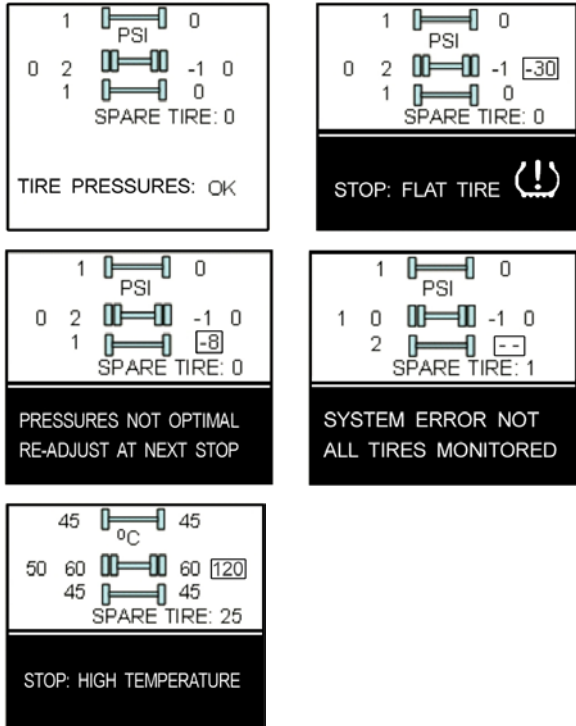 1 0
PSI
0 2 -1 0
1 0
SPARE TIRE: 0
TIRE PRESSURES: OK
1 0
PSI
0 2 -1 -30
1 0
SPARE TIRE: 0
STOP: FLAT TIRE (!)
1 0
PSI
0 2 -1 0
1 -8
SPARE TIRE: 0
PRESSURES NOT OPTIMAL
RE-ADJUST AT NEXT STOP
1 0
PSI
1 0 -1 0
2 --
SPARE TIRE: 1
SYSTEM ERROR NOT
ALL TIRES MONITORED
45 45
ºC
50 60 60 120
45 45
SPARE TIRE: 25
STOP: HIGH TEMPERATURE